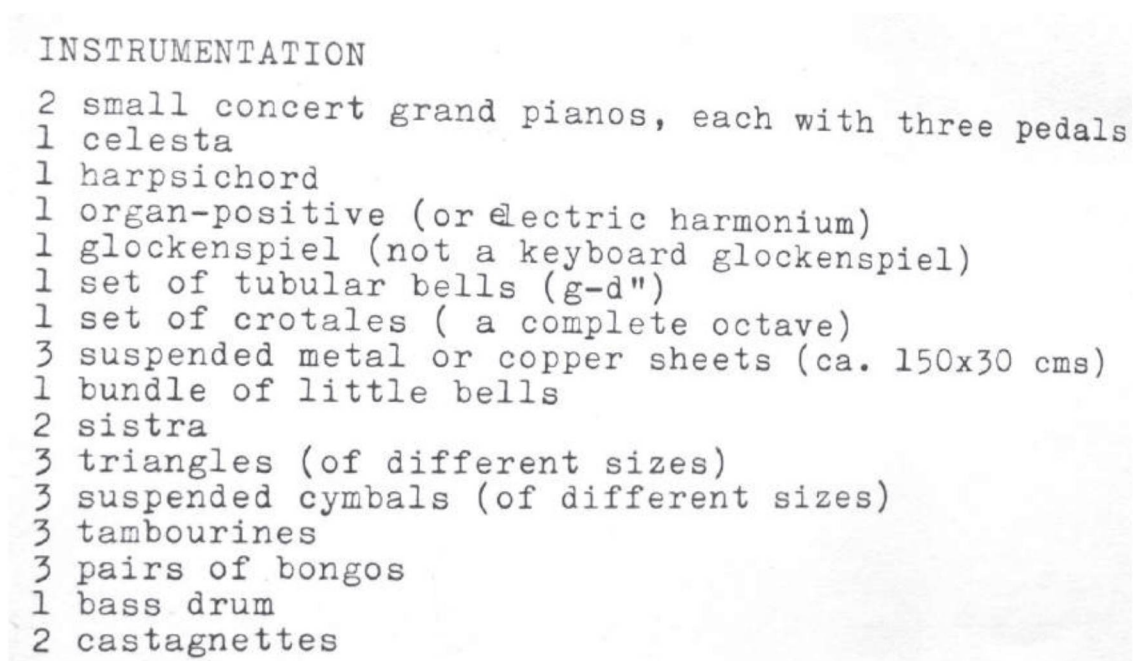 INSTRUMENTATION
2 small concert grand pianos, each with three pedals
1 celesta
1 harpsichord
1 organ-positive (or electric harmonium)
1 glockenspiel (not a keyboard glockenspiel)
1 set of tubular bells (g-d")
1 set of crotales ( a complete octave)
3 suspended metal or copper sheets (ca. 150x30 cms)
1 bundle of little bells
2 sistra
3 triangles (of different sizes)
3 suspended cymbals (of different sizes)
3 tambourines
3 pairs of bongos
1 bass drum
2 castagnettes